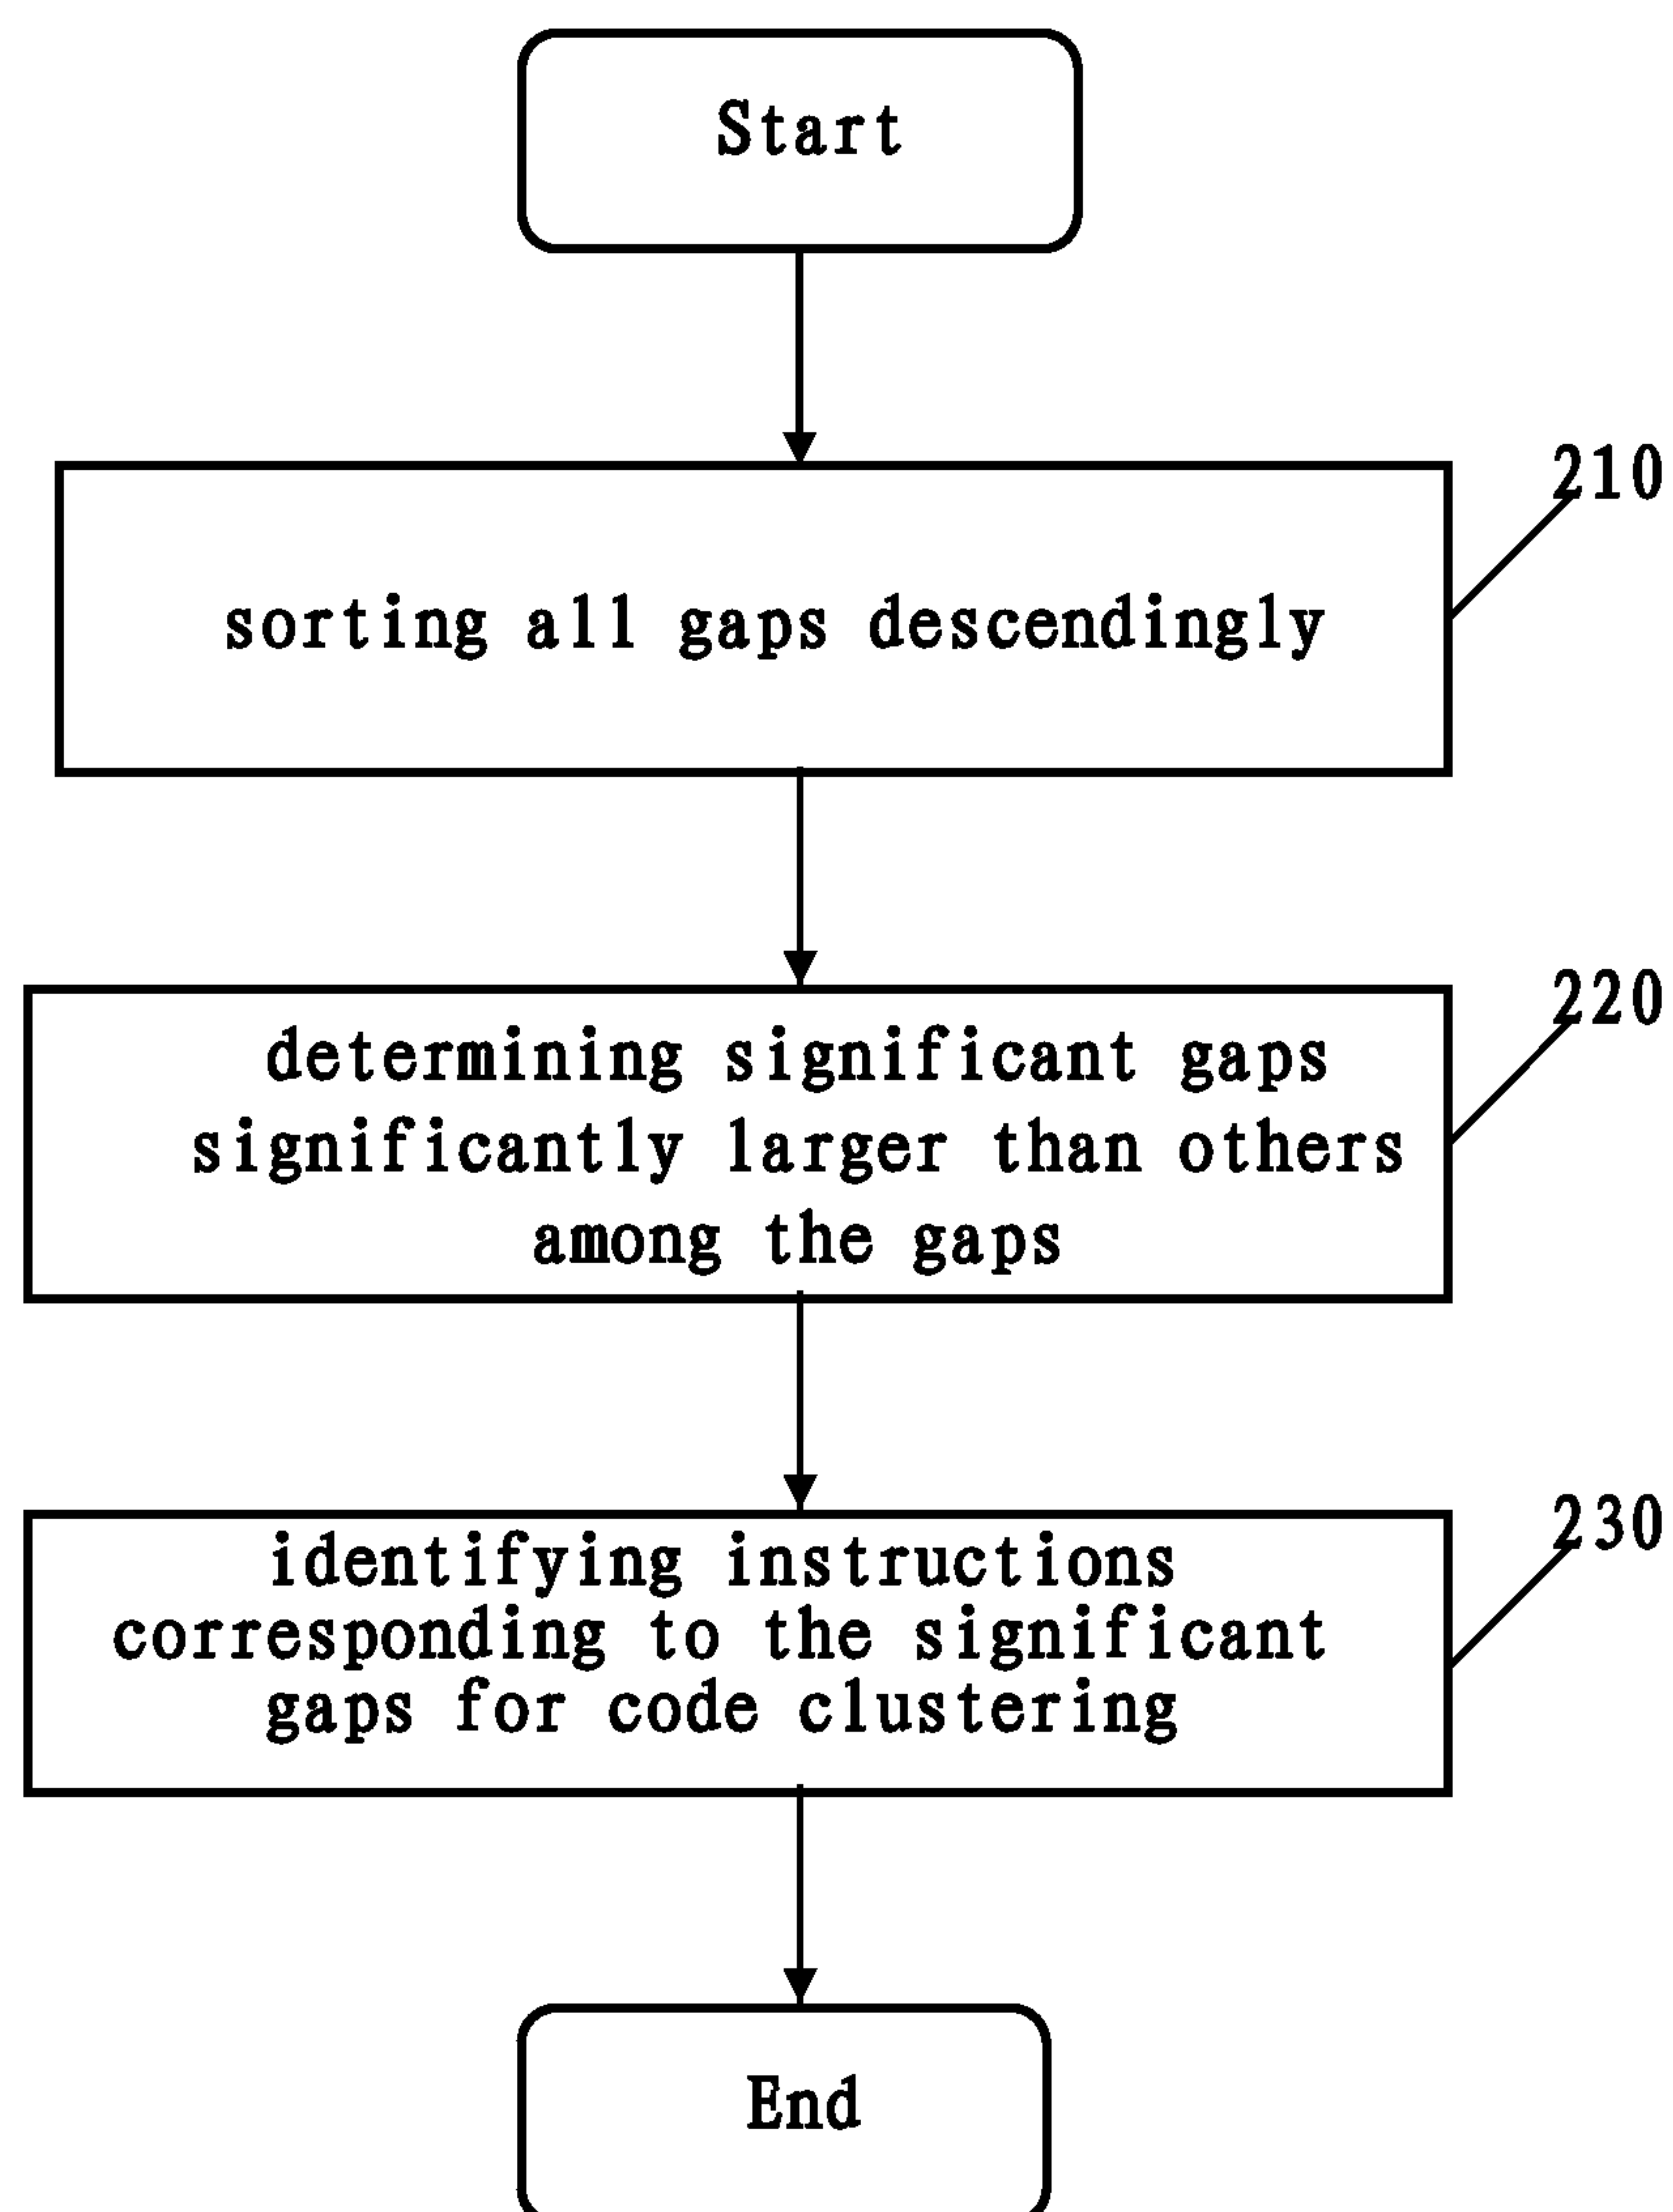 Start
210
sorting all gaps descendingly
220
determining significant gaps
significantly larger than others
among the gaps
230
identifying instructions
corresponding to the significant
gaps for code clustering
End